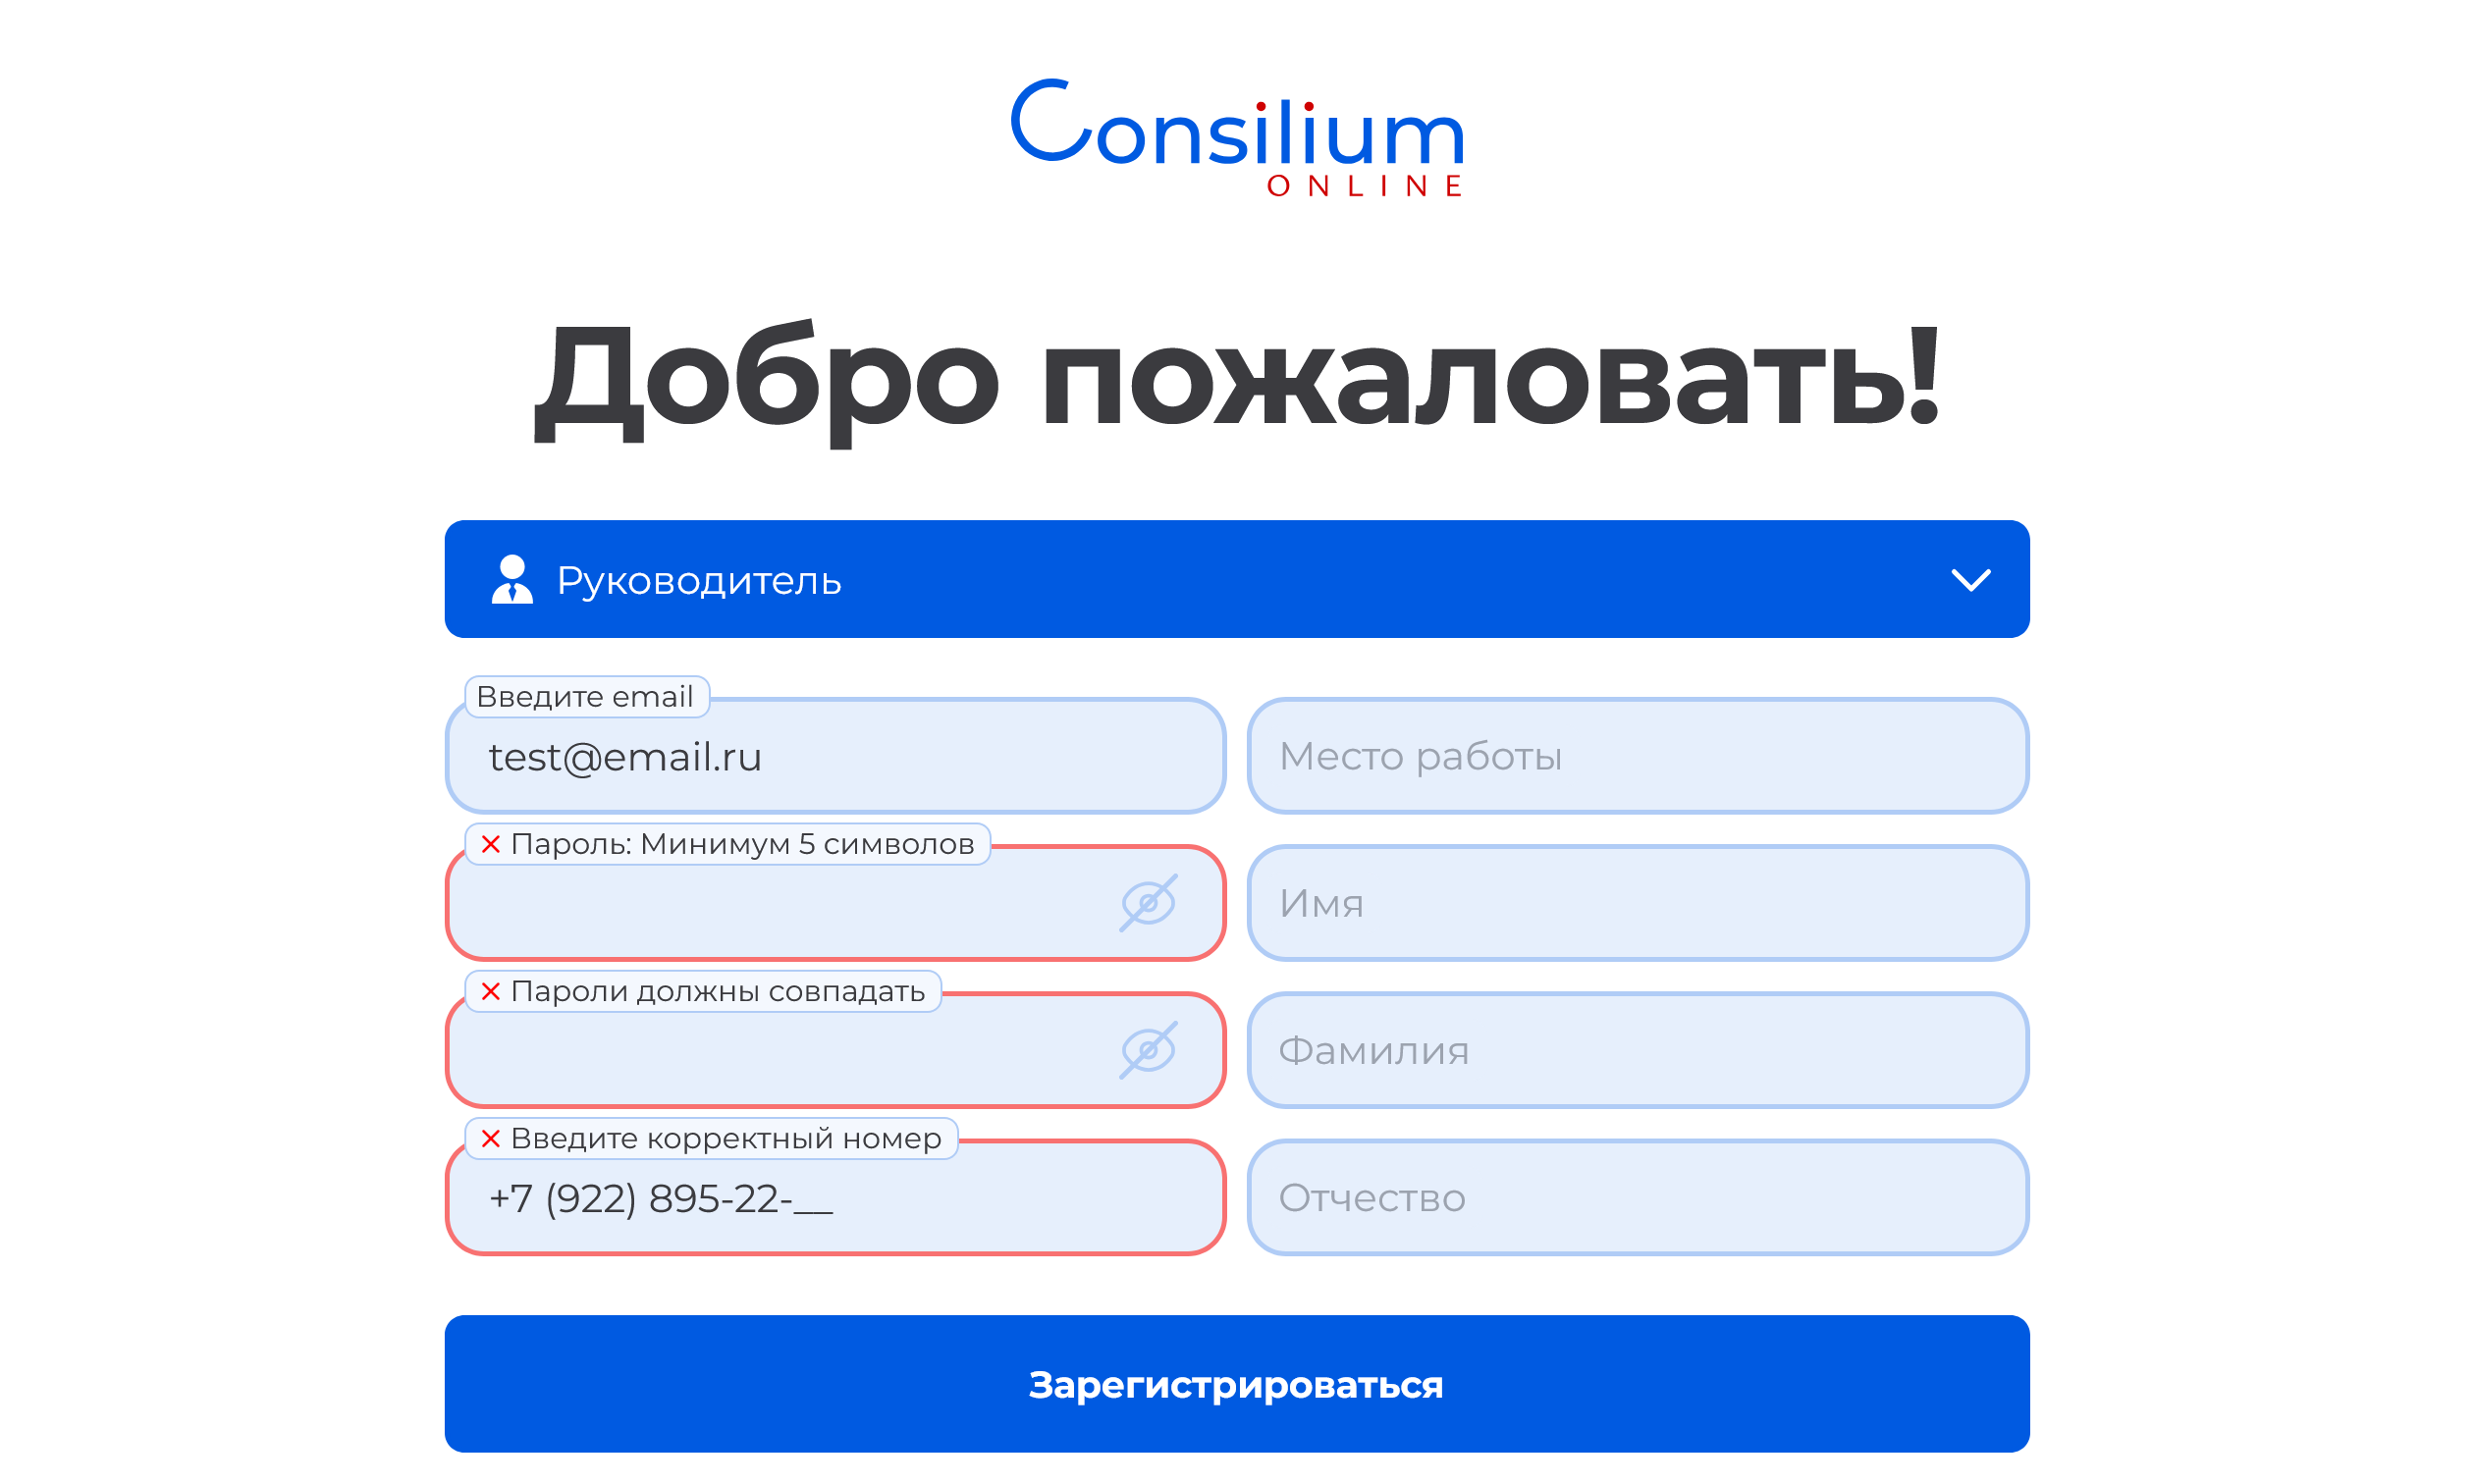 Consilium
ONLINE
Добро пожаловать!
Руководитель
Введите email
test@email.ru
Место работы
Пароль: Минимум 5 символов
Имя
Пароли должны совпадать
Фамилия
Введите корректный номер
+7 (922) 895-22-__
Отчество
Зарегистрироваться